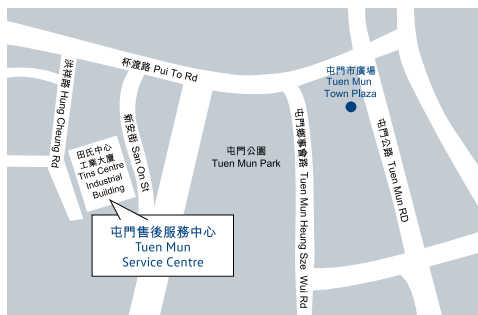 杯渡路 Pui To Rd
洪祥路 Hung Cheung Rd
新安街 San On St
田氏中心
工業大廈
Tins Centre
Industrial
Building
屯門公園
Tuen Mun Park
屯門鄉事會路 Tuen Mun Heung Sze Wui Rd
屯門市廣場
Tuen Mun
Town Plaza
屯門公路 Tuen Mun RD
屯門售後服務中心
Tuen Mun
Service Centre